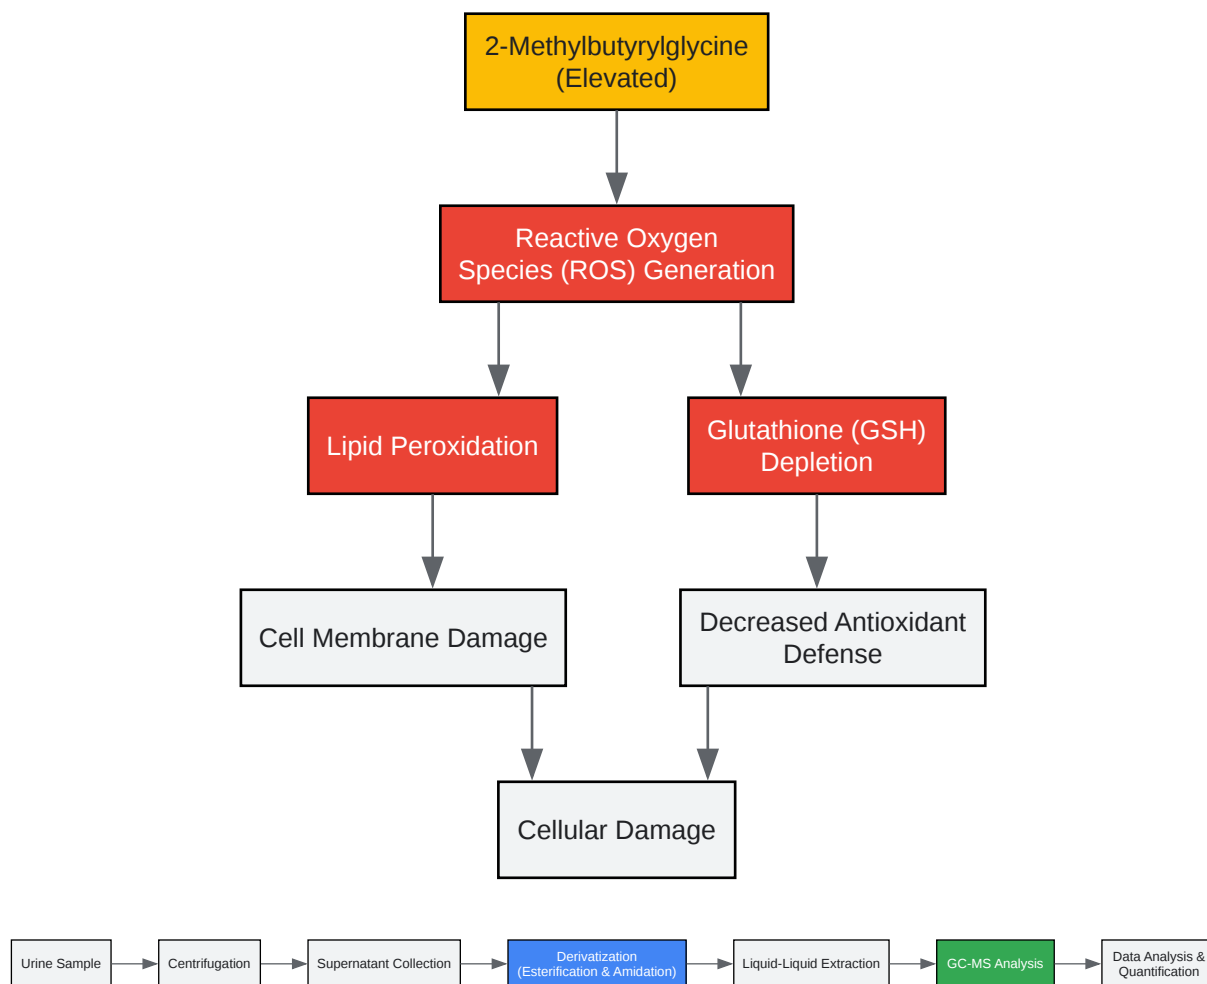 2-Methylbutyrylglycine
(Elevated)
Reactive Oxygen
Species (ROS) Generation
Lipid Peroxidation
Glutathione (GSH)
Depletion
Cell Membrane Damage
Decreased Antioxidant
Defense
Cellular Damage
Urine Sample
Centrifugation
Supernatant Collection
Derivatization
(Esterification & Amidation)
Liquid-Liquid Extraction
GC-MS Analysis
Data Analysis &
Quantification